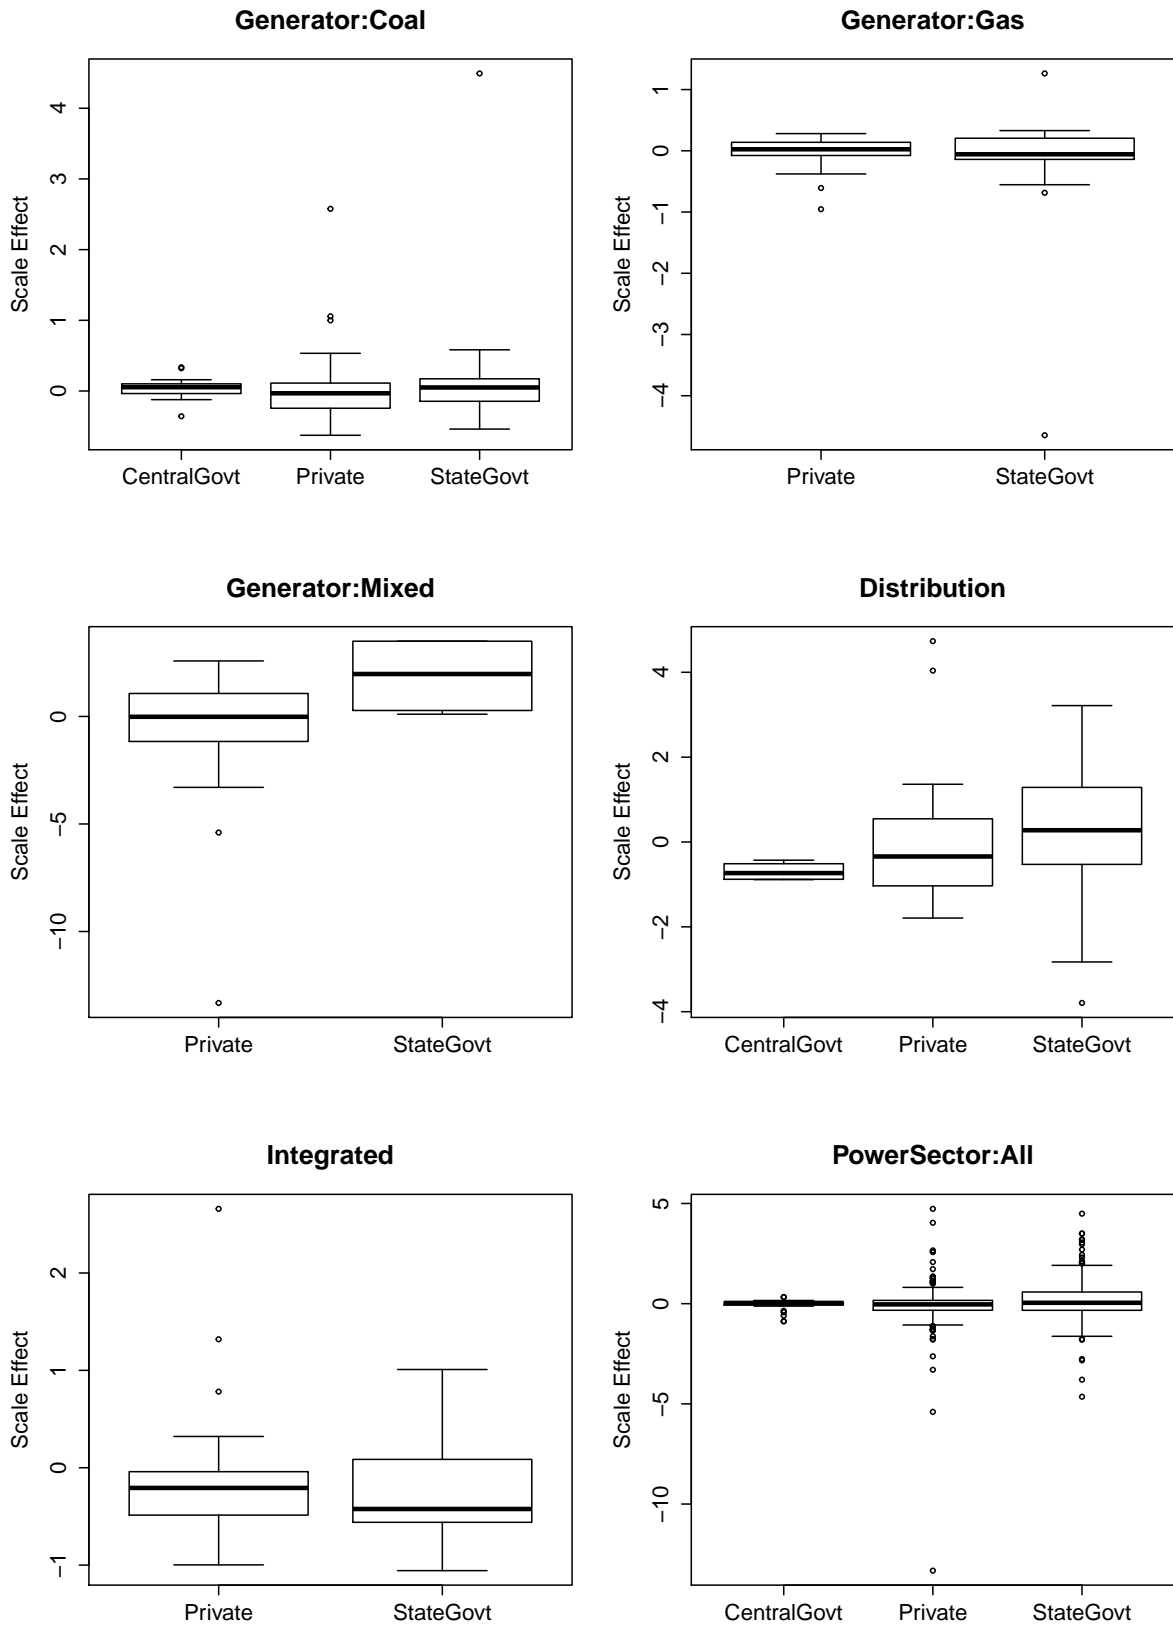 Generator:Coal
Scale Effect
4
3
2
1
0
CentralGovt Private StateGovt
Generator:Gas
Scale Effect
1
0
−1
−2
−3
−4
Private StateGovt
Generator:Mixed
Scale Effect
0
−5
−10
Private StateGovt
Distribution
Scale Effect
4
2
0
−2
−4
CentralGovt Private StateGovt
Integrated
Scale Effect
2
1
0
−1
Private StateGovt
PowerSector:All
Scale Effect
5
0
−5
−10
CentralGovt Private StateGovt